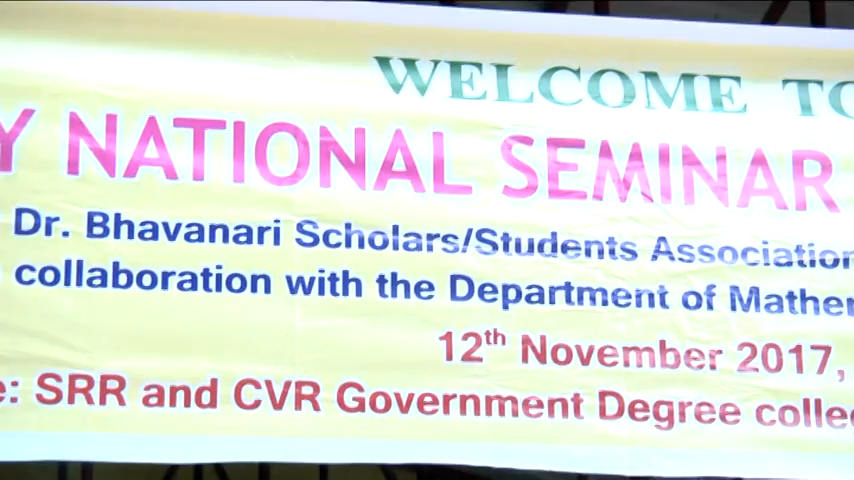 WELCOME TO
Y NATIONAL SEMINAR
Dr. Bhavanari Scholars/Students Association
collaboration with the Department of Mathe
12th November 2017,
e: SRR and CVR Government Degree colle